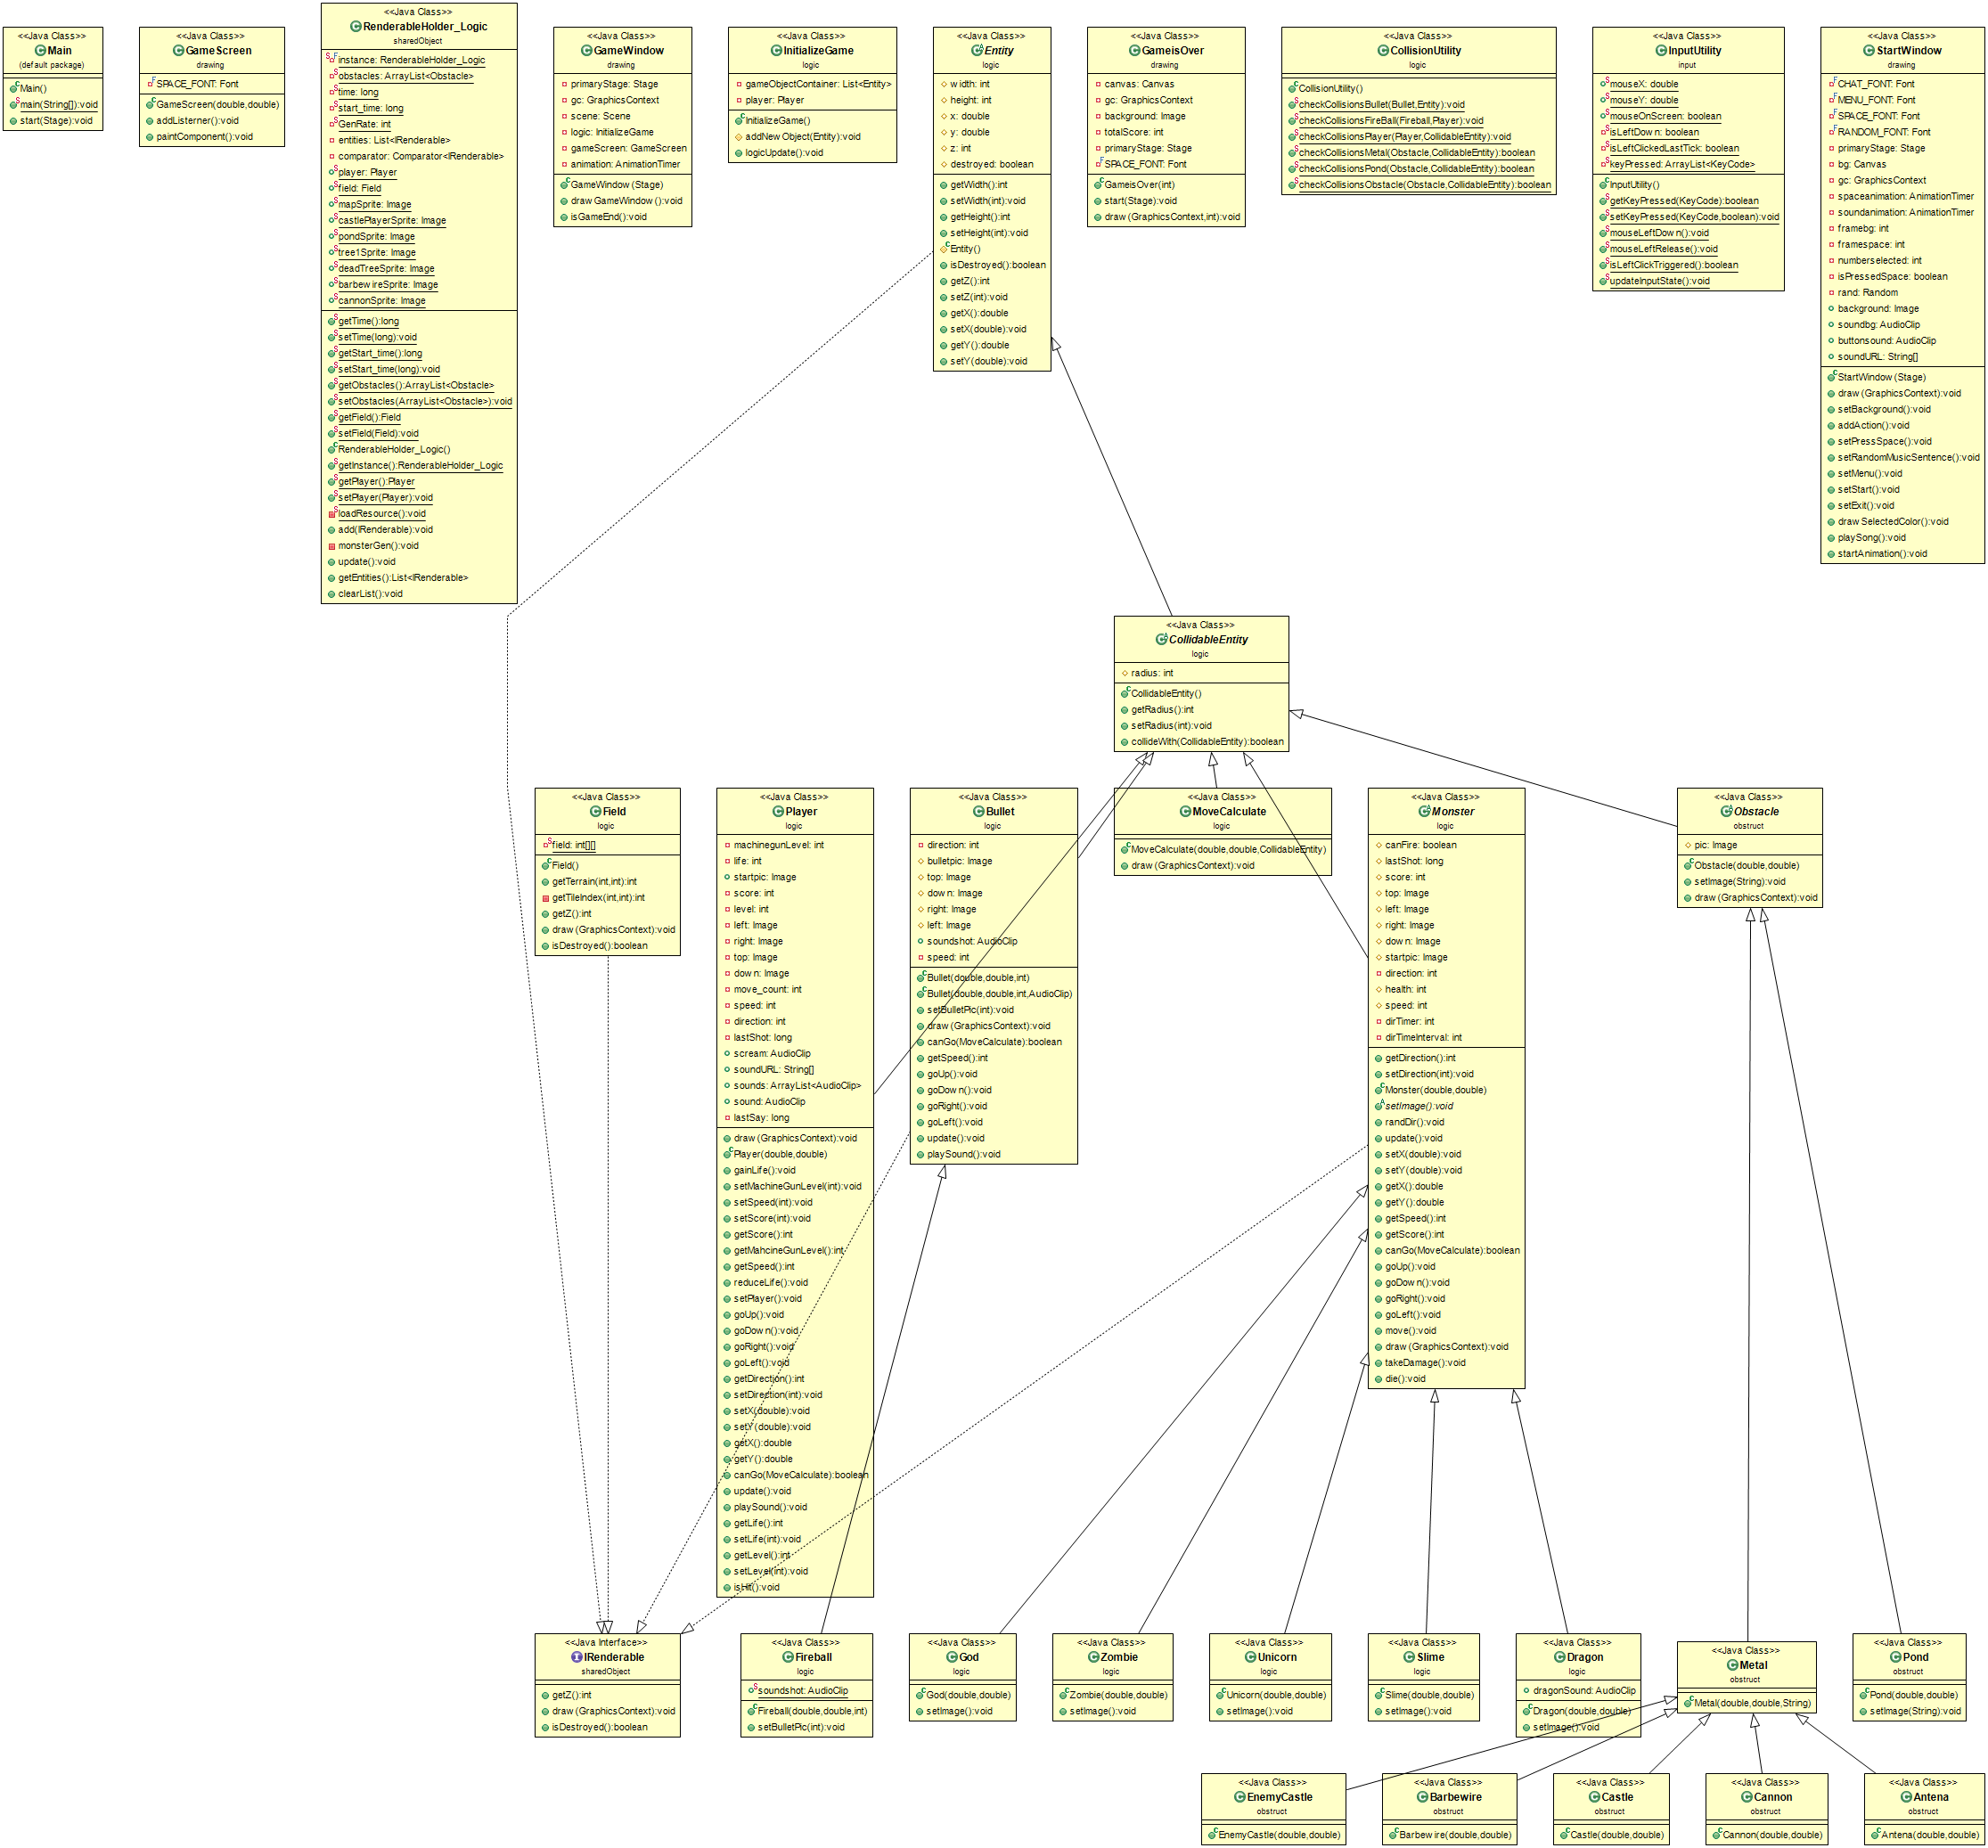 <<Java Class>>
Main
(default package)
Main()
main(String[]):void
start(Stage):void
<<Java Class>>
GameScreen
drawing
SPACE_FONT: Font
GameScreen(double,double)
addListerner():void
paintComponent():void
<<Java Class>>
RenderableHolder_Logic
sharedObject
instance: RenderableHolder_Logic
obstacles: ArrayList<Obstacle>
time: long
start_time: long
GenRate: int
entities: List<IRenderable>
comparator: Comparator<IRenderable>
player: Player
field: Field
mapSprite: Image
castlePlayerSprite: Image
pondSprite: Image
tree1Sprite: Image
deadTreeSprite: Image
barbewireSprite: Image
cannonSprite: Image
getTime():long
setTime(long):void
getStart_time():long
setStart_time(long):void
getObstacles():ArrayList<Obstacle>
setObstacles(ArrayList<Obstacle>):void
getField():Field
setField(Field):void
RenderableHolder_Logic()
getInstance():RenderableHolder_Logic
getPlayer():Player
setPlayer(Player):void
loadResource():void
add(IRenderable):void
monsterGen():void
update():void
getEntities():List<IRenderable>
clearList():void
<<Java Class>>
GameWindow
drawing
primaryStage: Stage
gc: GraphicsContext
scene: Scene
logic: InitializeGame
gameScreen: GameScreen
animation: AnimationTimer
GameWindow(Stage)
drawGameWindow():void
isGameEnd():void
<<Java Class>>
InitializeGame
logic
gameObjectContainer: List<Entity>
player: Player
InitializeGame()
addNewObject(Entity):void
logicUpdate():void
<<Java Class>>
Entity
logic
width: int
height: int
x: double
y: double
z: int
destroyed: boolean
getWidth():int
setWidth(int):void
getHeight():int
setHeight(int):void
Entity()
isDestroyed():boolean
getZ():int
setZ(int):void
getX():double
setX(double):void
getY():double
setY(double):void
<<Java Class>>
GameisOver
drawing
canvas: Canvas
gc: GraphicsContext
background: Image
totalScore: int
primaryStage: Stage
SPACE_FONT: Font
GameisOver(int)
start(Stage):void
draw(GraphicsContext,int):void
<<Java Class>>
CollisionUtility
logic
CollisionUtility()
checkCollisionsBullet(Bullet,Entity):void
checkCollisionsFireBall(Fireball,Player):void
checkCollisionsPlayer(Player,CollidableEntity):void
checkCollisionsMetal(Obstacle,CollidableEntity):boolean
checkCollisionsPond(Obstacle,CollidableEntity):boolean
checkCollisionsObstacle(Obstacle,CollidableEntity):boolean
<<Java Class>>
InputUtility
input
mouseX: double
mouseY: double
mouseOnScreen: boolean
isLeftDown: boolean
isLeftClickedLastTick: boolean
keyPressed: ArrayList<KeyCode>
InputUtility()
getKeyPressed(KeyCode):boolean
setKeyPressed(KeyCode,boolean):void
mouseLeftDown():void
mouseLeftRelease():void
isLeftClickTriggered():boolean
updateInputState():void
<<Java Class>>
StartWindow
drawing
CHAT_FONT: Font
MENU_FONT: Font
SPACE_FONT: Font
RANDOM_FONT: Font
primaryStage: Stage
bg: Canvas
gc: GraphicsContext
spaceanimation: AnimationTimer
soundanimation: AnimationTimer
framebg: int
framespace: int
numberselected: int
isPressedSpace: boolean
rand: Random
background: Image
soundbg: AudioClip
buttonsound: AudioClip
soundURL: String[]
StartWindow(Stage)
draw(GraphicsContext):void
setBackground():void
addAction():void
setPressSpace():void
setRandomMusicSentence():void
setMenu():void
setStart():void
setExit():void
drawSelectedColor():void
playSong():void
startAnimation():void
<<Java Class>>
CollidableEntity
logic
radius: int
CollidableEntity()
getRadius():int
setRadius(int):void
collideWith(CollidableEntity):boolean
<<Java Class>>
Field
logic
field: int[][]
Field()
getTerrain(int,int):int
getTileIndex(int,int):int
getZ():int
draw(GraphicsContext):void
isDestroyed():boolean
<<Java Class>>
Player
logic
machinegunLevel: int
life: int
startpic: Image
score: int
level: int
left: Image
right: Image
top: Image
down: Image
move_count: int
speed: int
direction: int
lastShot: long
scream: AudioClip
soundURL: String[]
sounds: ArrayList<AudioClip>
sound: AudioClip
lastSay: long
draw(GraphicsContext):void
Player(double,double)
gainLife():void
setMachineGunLevel(int):void
setSpeed(int):void
setScore(int):void
getScore():int
getMahcineGunLevel():int
getSpeed():int
reduceLife():void
setPlayer():void
goUp():void
goDown():void
goRight():void
goLeft():void
getDirection():int
setDirection(int):void
setX(double):void
setY(double):void
getX():double
getY():double
canGo(MoveCalculate):boolean
update():void
playSound():void
getLife():int
setLife(int):void
getLevel():int
setLevel(int):void
isHit():void
<<Java Class>>
Bullet
logic
direction: int
bulletpic: Image
top: Image
down: Image
right: Image
left: Image
soundshot: AudioClip
speed: int
Bullet(double,double,int)
Bullet(double,double,int,AudioClip)
setBulletPic(int):void
draw(GraphicsContext):void
canGo(MoveCalculate):boolean
getSpeed():int
goUp():void
goDown():void
goRight():void
goLeft():void
update():void
playSound():void
<<Java Class>>
MoveCalculate
logic
MoveCalculate(double,double,CollidableEntity)
draw(GraphicsContext):void
<<Java Class>>
Monster
logic
canFire: boolean
lastShot: long
score: int
top: Image
left: Image
right: Image
down: Image
startpic: Image
direction: int
health: int
speed: int
dirTimer: int
dirTimeInterval: int
getDirection():int
setDirection(int):void
Monster(double,double)
setImage():void
randDir():void
update():void
setX(double):void
setY(double):void
getX():double
getY():double
getSpeed():int
getScore():int
canGo(MoveCalculate):boolean
goUp():void
goDown():void
goRight():void
goLeft():void
move():void
draw(GraphicsContext):void
takeDamage():void
die():void
<<Java Class>>
Obstacle
obstruct
pic: Image
Obstacle(double,double)
setImage(String):void
draw(GraphicsContext):void
<<Java Interface>>
IRenderable
sharedObject
getZ():int
draw(GraphicsContext):void
isDestroyed():boolean
<<Java Class>>
Fireball
logic
soundshot: AudioClip
Fireball(double,double,int)
setBulletPic(int):void
<<Java Class>>
God
logic
God(double,double)
setImage():void
<<Java Class>>
Zombie
logic
Zombie(double,double)
setImage():void
<<Java Class>>
Unicorn
logic
Unicorn(double,double)
setImage():void
<<Java Class>>
Slime
logic
Slime(double,double)
setImage():void
<<Java Class>>
Dragon
logic
dragonSound: AudioClip
Dragon(double,double)
setImage():void
<<Java Class>>
Metal
obstruct
Metal(double,double,String)
<<Java Class>>
Pond
obstruct
Pond(double,double)
setImage(String):void
<<Java Class>>
EnemyCastle
obstruct
EnemyCastle(double,double)
<<Java Class>>
Barbewire
obstruct
Barbewire(double,double)
<<Java Class>>
Castle
obstruct
Castle(double,double)
<<Java Class>>
Cannon
obstruct
Cannon(double,double)
<<Java Class>>
Antena
obstruct
Antena(double,double)